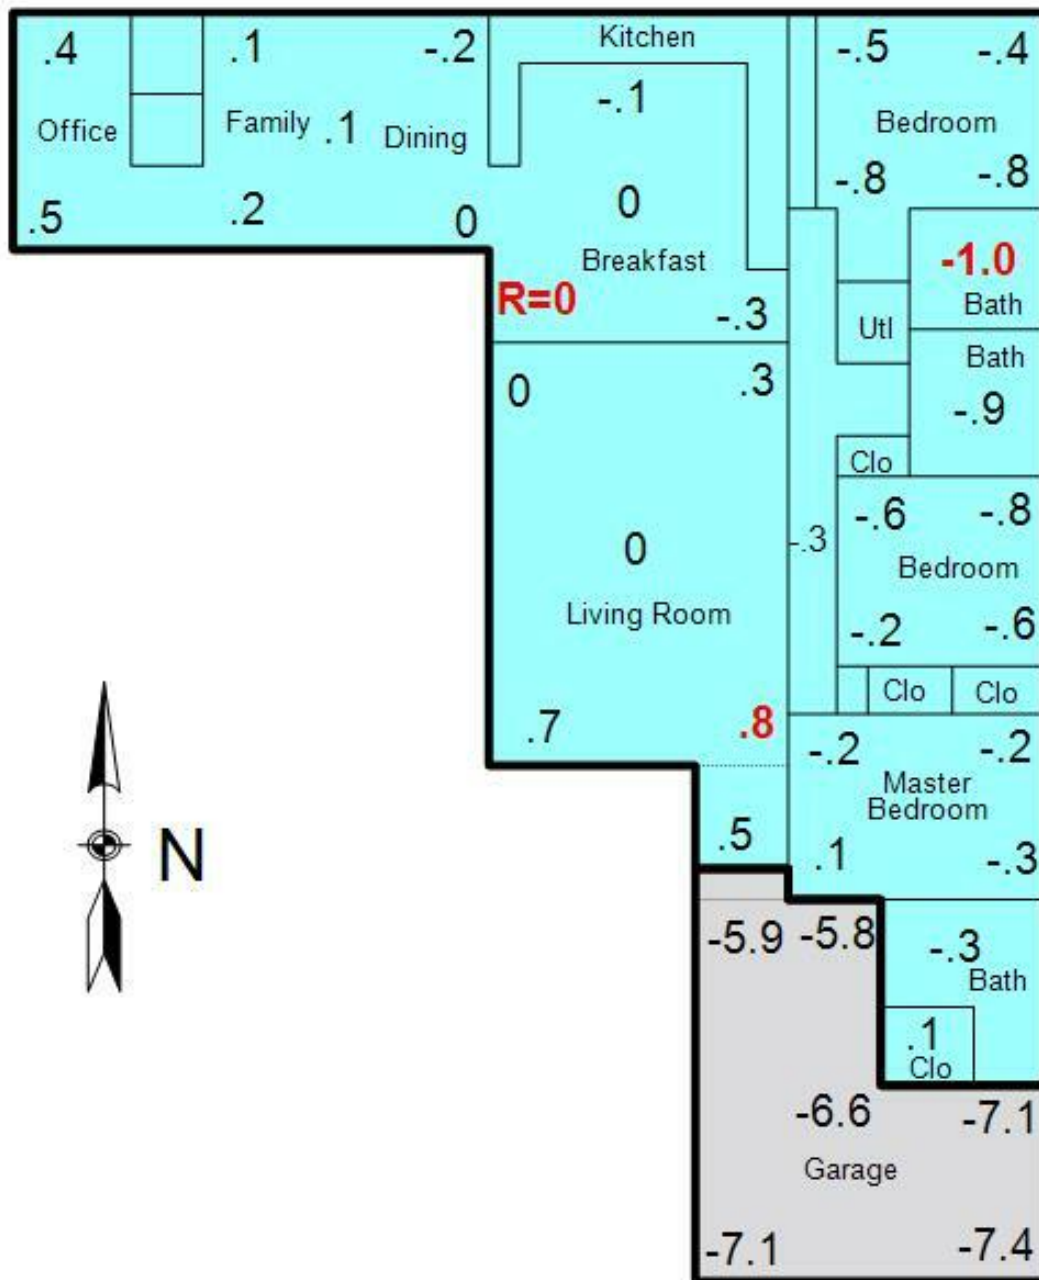 Kitchen
.4
.1
-.2
-.5
-.4
-.1
Office
Family
.1
Dining
Bedroom
-.8
-.8
.5
.2
0
0
Breakfast
-1.0
Bath
R=0
-.3
Utl
Bath
0
.3
-.9
Clo
-.6
-.8
0
-.3
Bedroom
Living Room
-.2
-.6
Clo
Clo
.7
.8
-.2
-.2
Master
Bedroom
.5
.1
-.3
N
-5.9
-5.8
-.3
Bath
.1
Clo
-6.6
-7.1
Garage
-7.1
-7.4